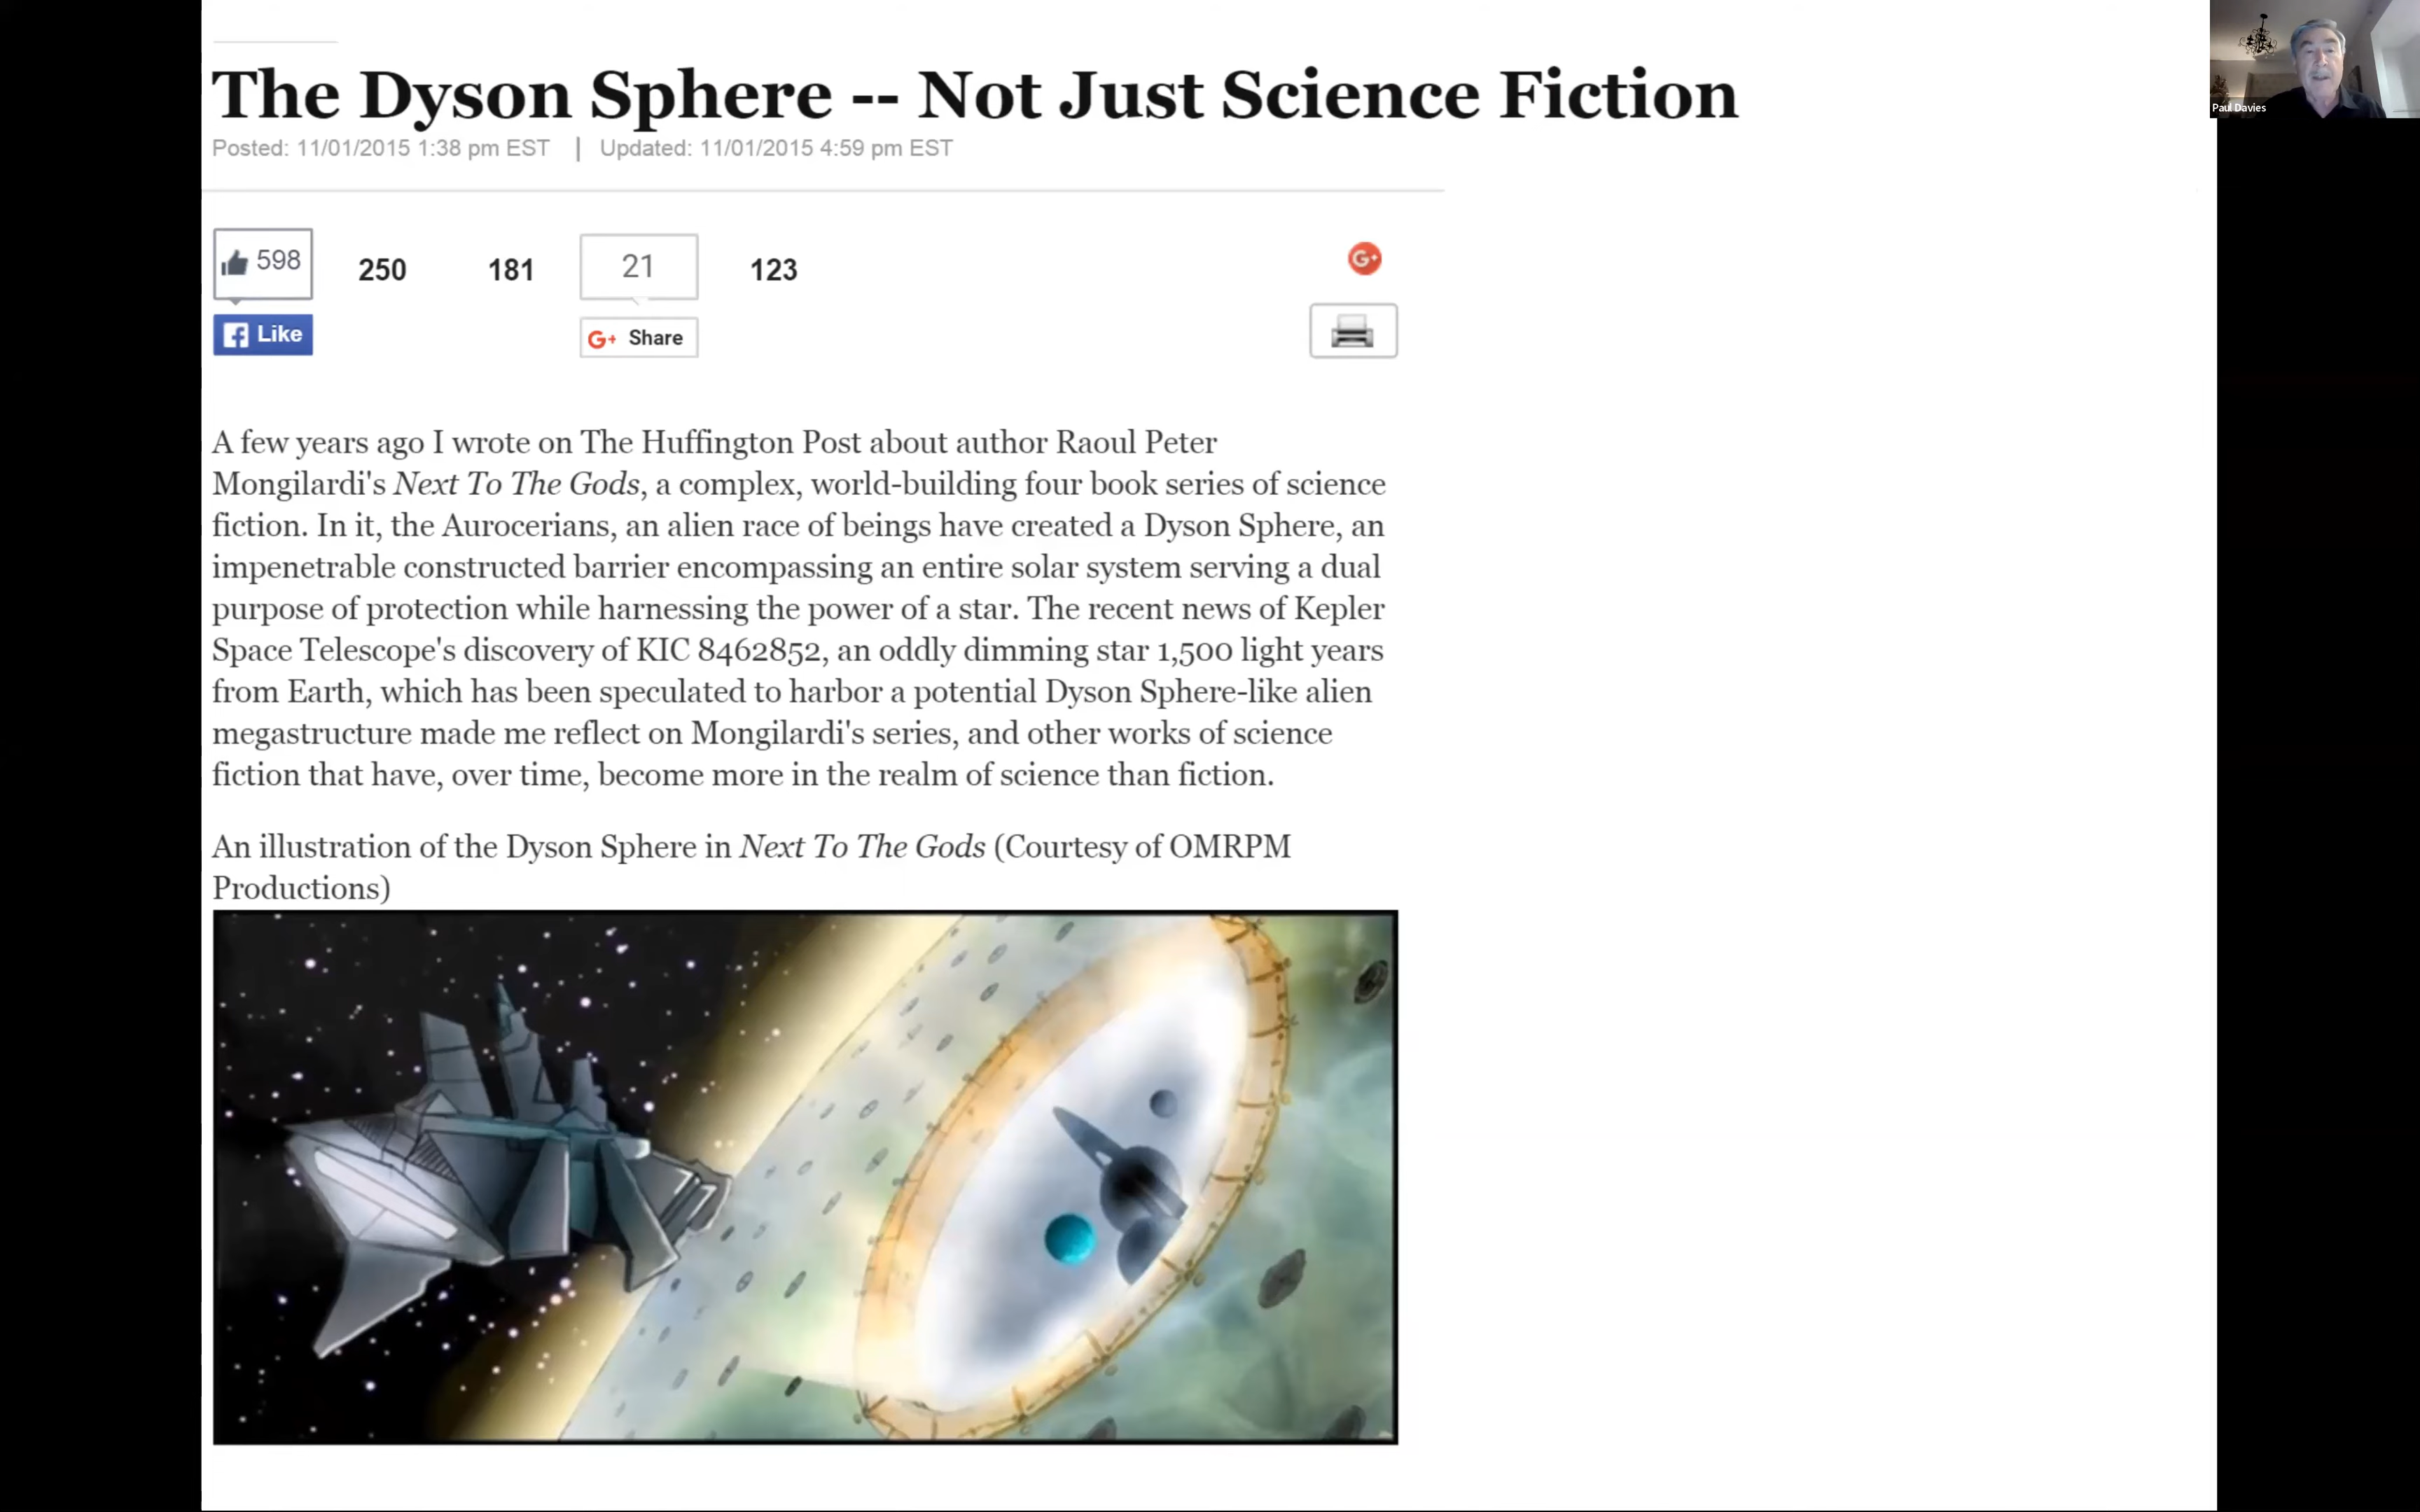 The Dyson Sphere -- Not Just Science Fiction
Paul Davies
Posted: 11/01/2015 1:38 pm EST | Updated: 11/01/2015 4:59 pm EST
598
250
181
21
123
G+
Like
G+ Share
A few years ago I wrote on The Huffington Post about author Raoul Peter
Mongilardi's Next To The Gods, a complex, world-building four book series of science
fiction. In it, the Aurocerians, an alien race of beings have created a Dyson Sphere, an
impenetrable constructed barrier encompassing an entire solar system serving a dual
purpose of protection while harnessing the power of a star. The recent news of Kepler
Space Telescope's discovery of KIC 8462852, an oddly dimming star 1,500 light years
from Earth, which has been speculated to harbor a potential Dyson Sphere-like alien
megastructure made me reflect on Mongilardi's series, and other works of science
fiction that have, over time, become more in the realm of science than fiction.
An illustration of the Dyson Sphere in Next To The Gods (Courtesy of OMRPM
Productions)